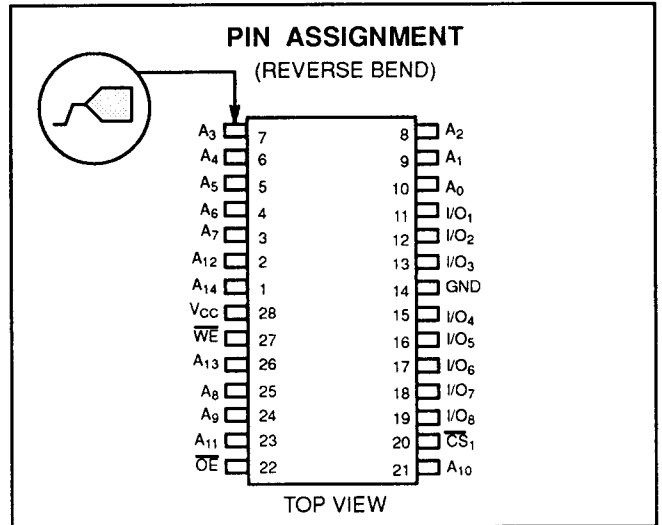 PIN ASSIGNMENT
(REVERSE BEND)
A3 7 8 A2
A4 6 9 A1
A5 5 10 A0
A6 4 11 I/O1
A7 3 12 I/O2
A12 2 13 I/O3
A14 1 14 GND
VCC 28 15 I/O4
W̅E̅ 27 16 I/O5
A13 26 17 I/O6
A8 25 18 I/O7
A9 24 19 I/O8
A11 23 20 C̅S̅1
O̅E̅ 22 21 A10
TOP VIEW